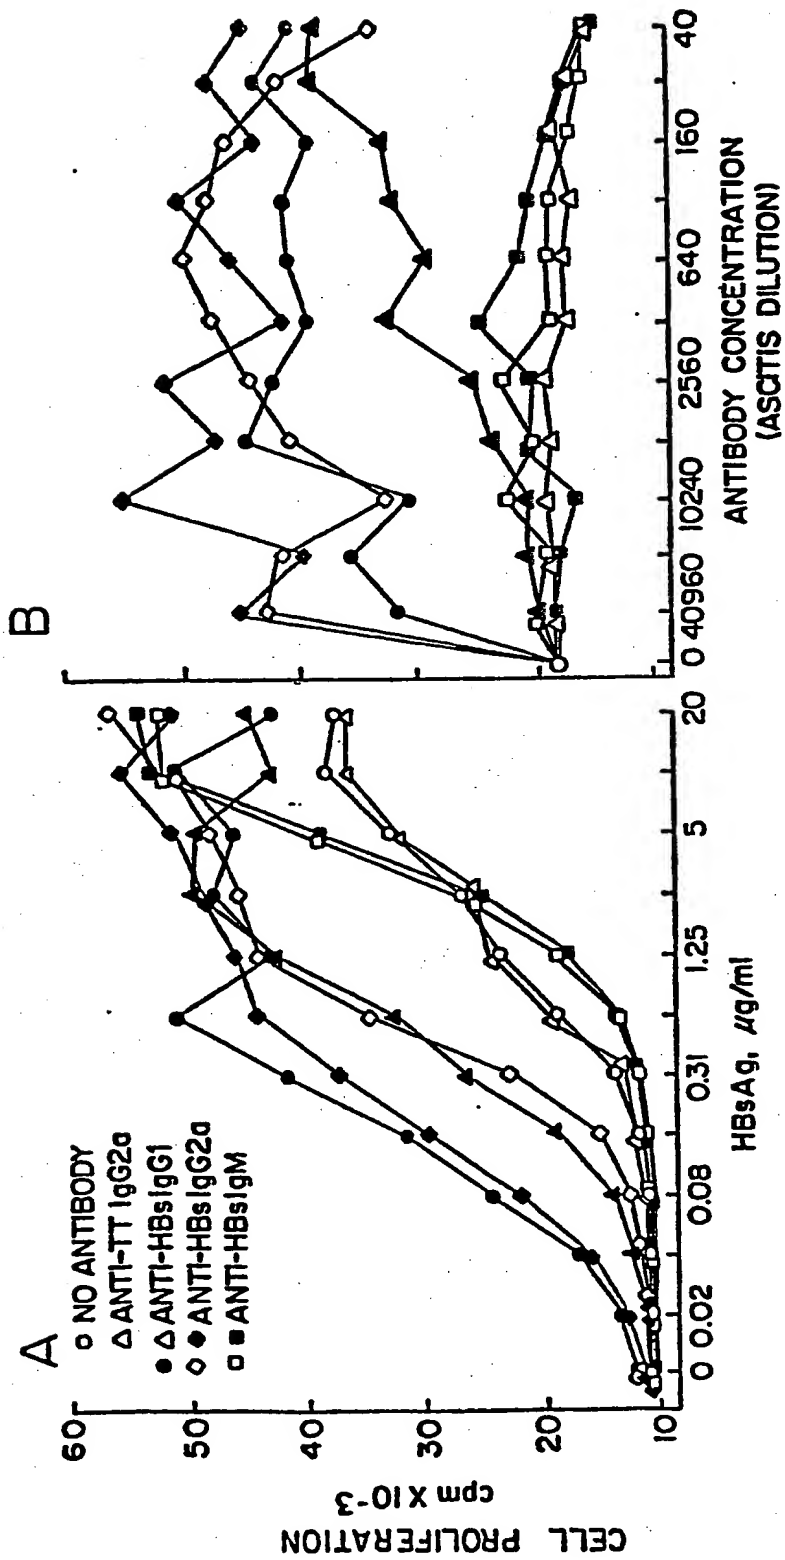 A
○ NO ANTIBODY
△ ANTI-TT IgG2a
● △ ANTI-HBsIgG1
◇ ◆ ANTI-HBsIgG2a
□ ■ ANTI-HBsIgM
CELL PROLIFERATION
cpm X 10-3
60
50
40
30
20
10
0 0.02 0.08 0.31 1.25 5 20
HBsAg, µg/ml
B
0 40960 10240 2560 640 160 40
ANTIBODY CONCENTRATION
(ASCITIS DILUTION)